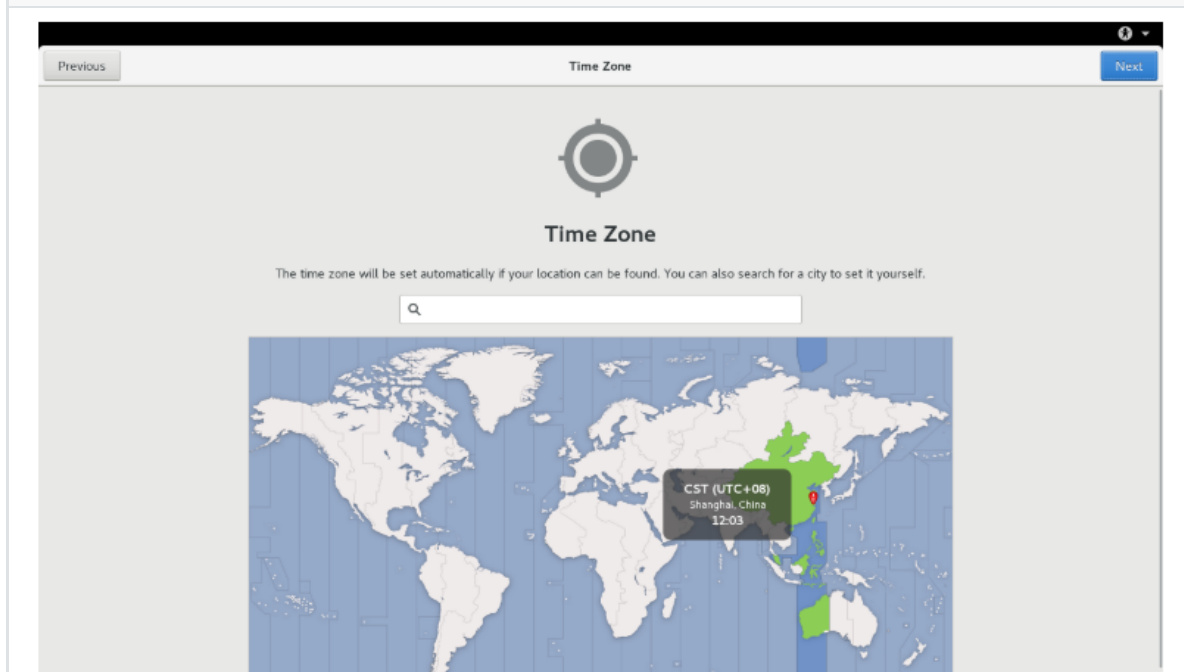 Previous
Time Zone
Next
Time Zone
The time zone will be set automatically if your location can be found. You can also search for a city to set it yourself.
CST (UTC+08)
Shanghai, China
12:03